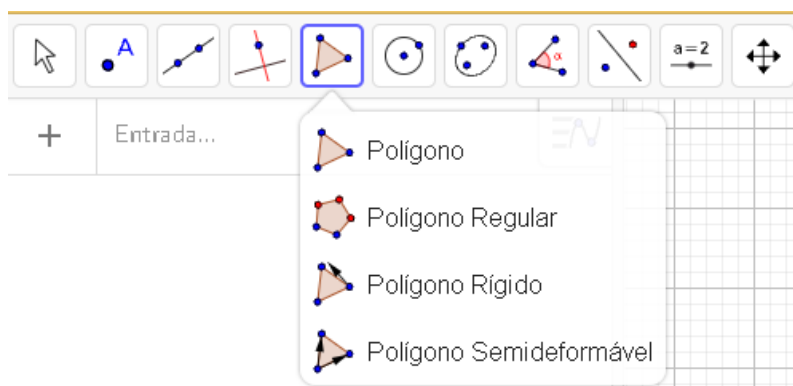 A
α
a=2
Entrada...
Polígono
Polígono Regular
Polígono Rígido
Polígono Semideformável